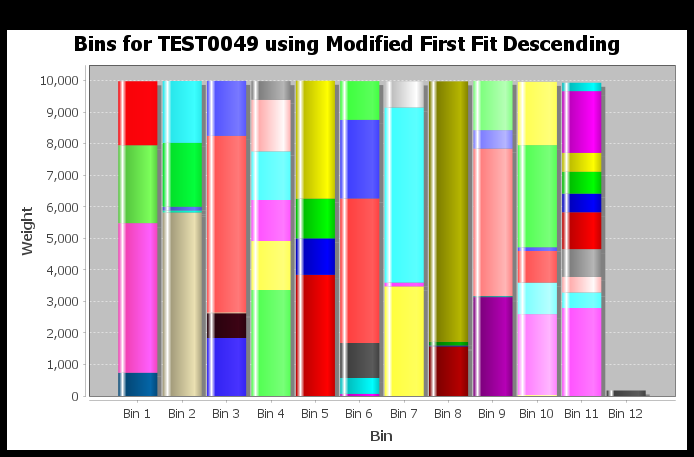 Bins for TEST0049 using Modified First Fit Descending
10,000
9,000
8,000
7,000
6,000
5,000
4,000
3,000
2,000
1,000
0
Weight
Bin 1 Bin 2 Bin 3 Bin 4 Bin 5 Bin 6 Bin 7 Bin 8 Bin 9 Bin 10 Bin 11 Bin 12
Bin